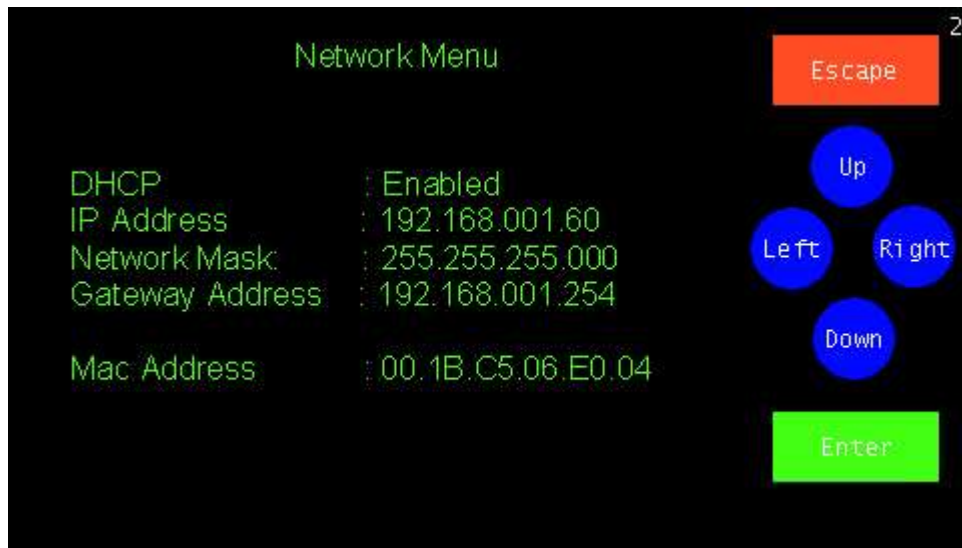 2
Network Menu
Escape
Up
DHCP : Enabled
IP Address : 192.168.001.60
Network Mask: : 255.255.255.000
Left Right
Gateway Address : 192.168.001.254
Down
Mac Address : 00.1B.C5.06.E0.04
Enter